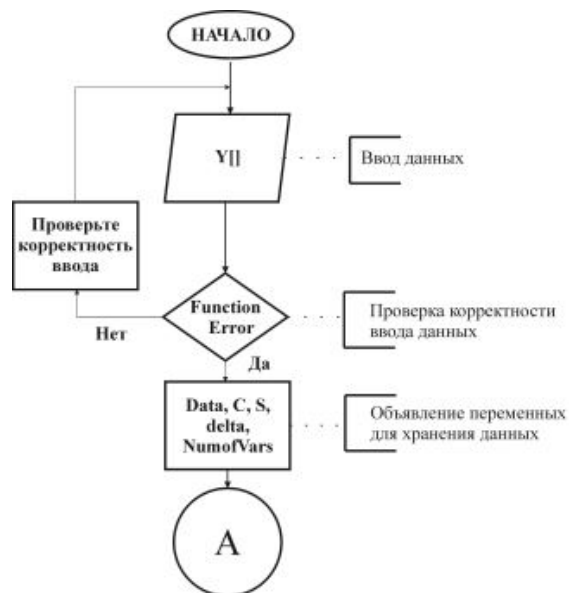 НАЧАЛО
Y[]
Ввод данных
Проверьте
корректность
ввода
Function
Error
Нет
Проверка корректности
ввода данных
Да
Data, C, S,
delta,
NumofVars
Объявление переменных
для хранения данных
A